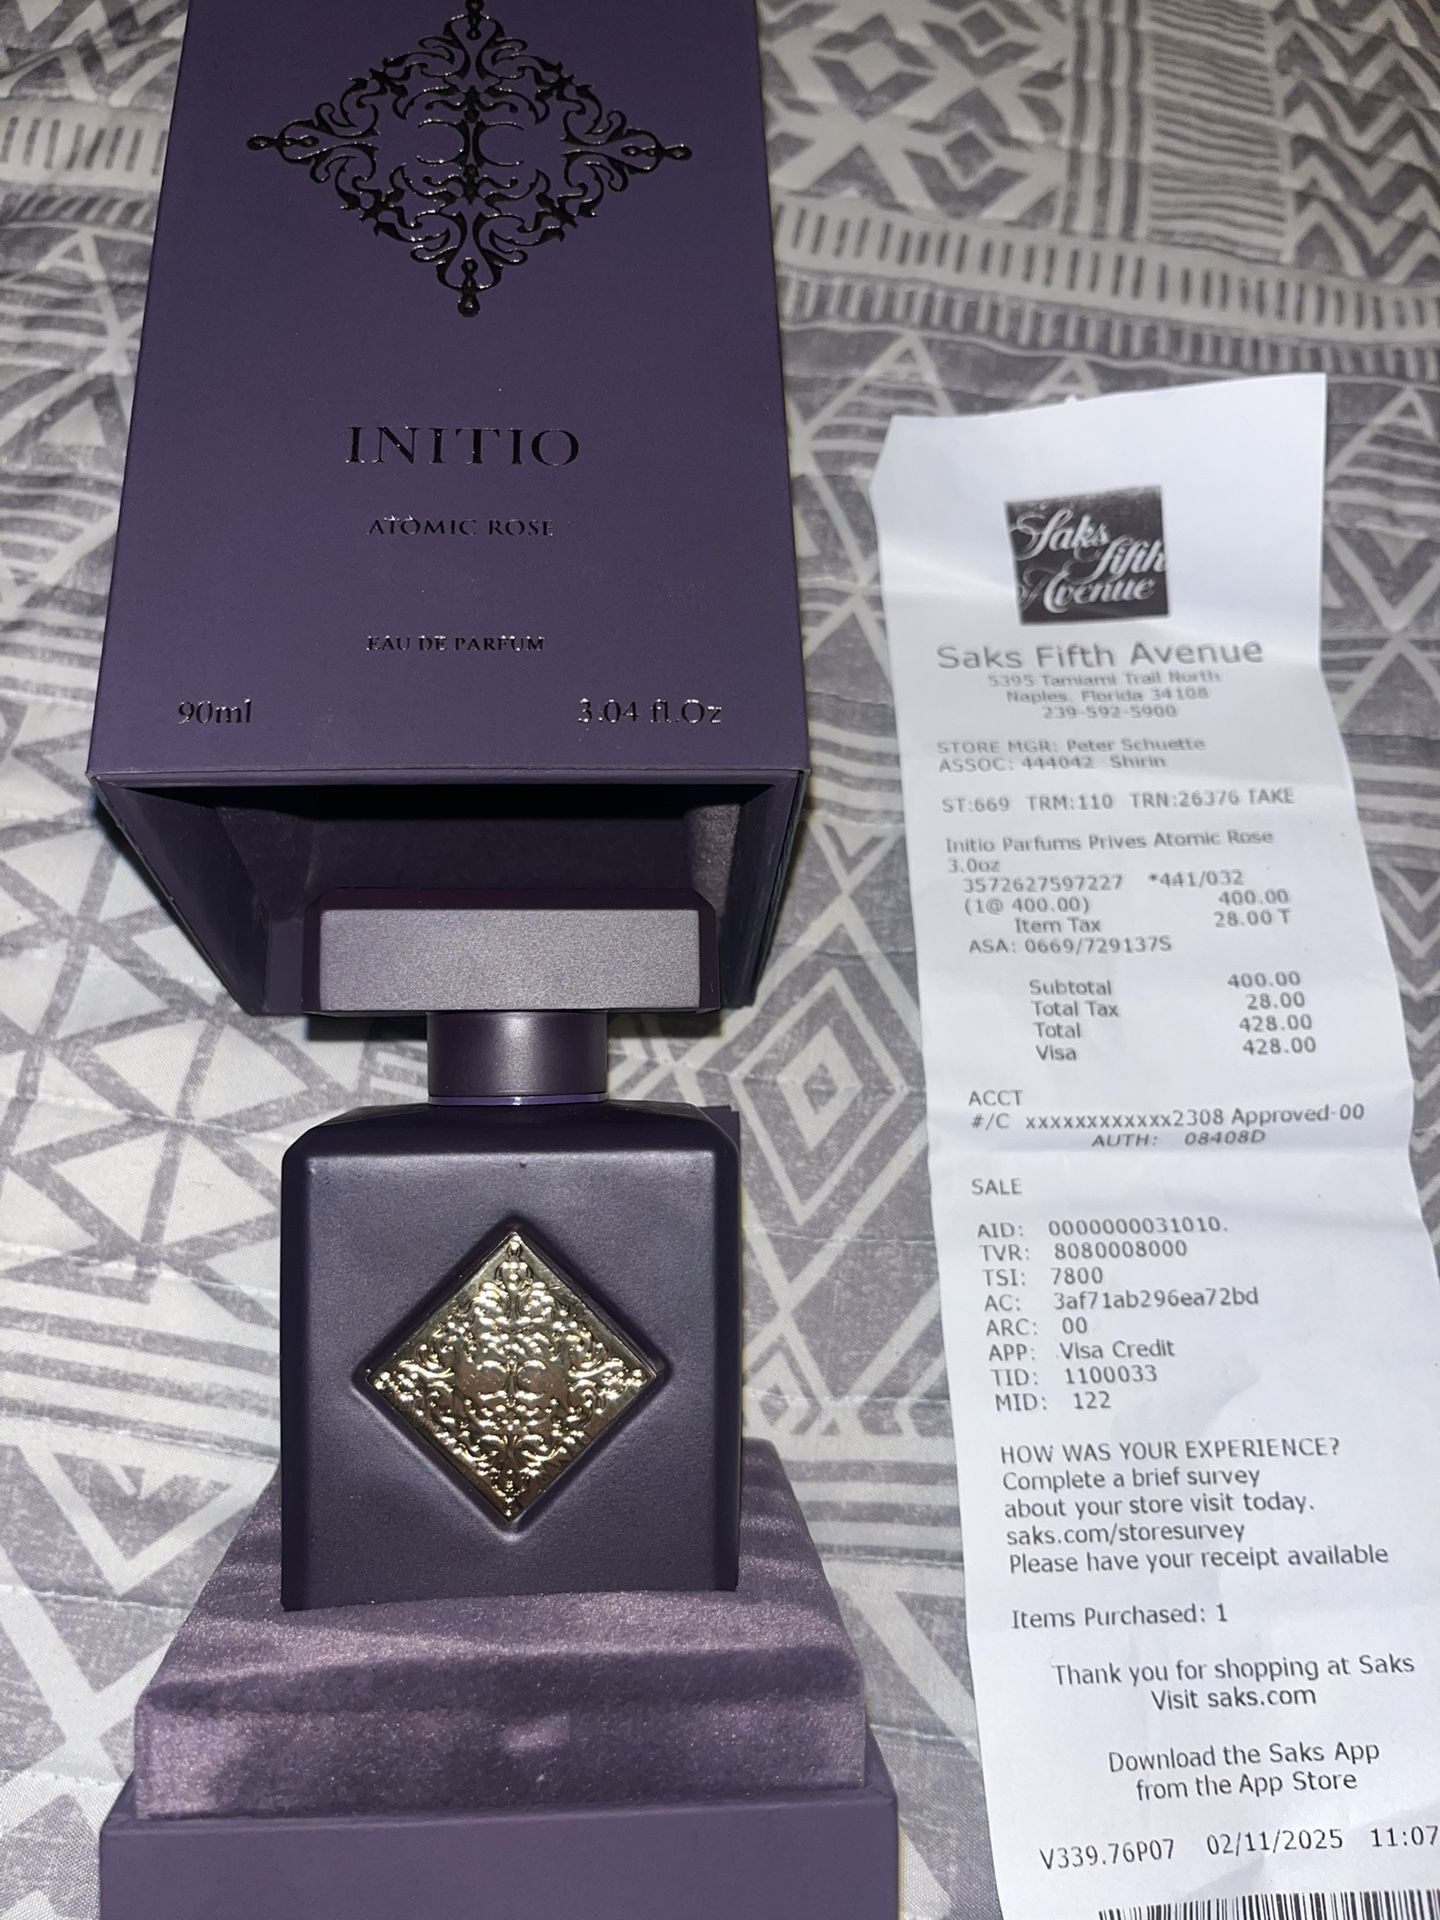 INITIO
ATOMIC ROSE
EAU DE PARFUM
90ml 3.04 fl.Oz
Saks
fifth
Avenue
Saks Fifth Avenue
5395 Tamiami Trail North
Naples, Florida 34108
239-592-5900
STORE MGR: Peter Schuette
ASSOC: 444042 Shirin
ST:669 TRM:110 TRN:26376 TAKE
Initio Parfums Prives Atomic Rose
3.0oz
3572627597227 *441/032
(1@ 400.00) 400.00
Item Tax 28.00 T
ASA: 0669/729137S
Subtotal 400.00
Total Tax 28.00
Total 428.00
Visa 428.00
ACCT
#/C xxxxxxxxxxxx2308 Approved-00
AUTH: 08408D
SALE
AID: 0000000031010.
TVR: 8080008000
TSI: 7800
AC: 3af71ab296ea72bd
ARC: 00
APP: Visa Credit
TID: 1100033
MID: 122
HOW WAS YOUR EXPERIENCE?
Complete a brief survey
about your store visit today.
saks.com/storesurvey
Please have your receipt available
Items Purchased: 1
Thank you for shopping at Saks
Visit saks.com
Download the Saks App
from the App Store
V339.76P07 02/11/2025 11:07